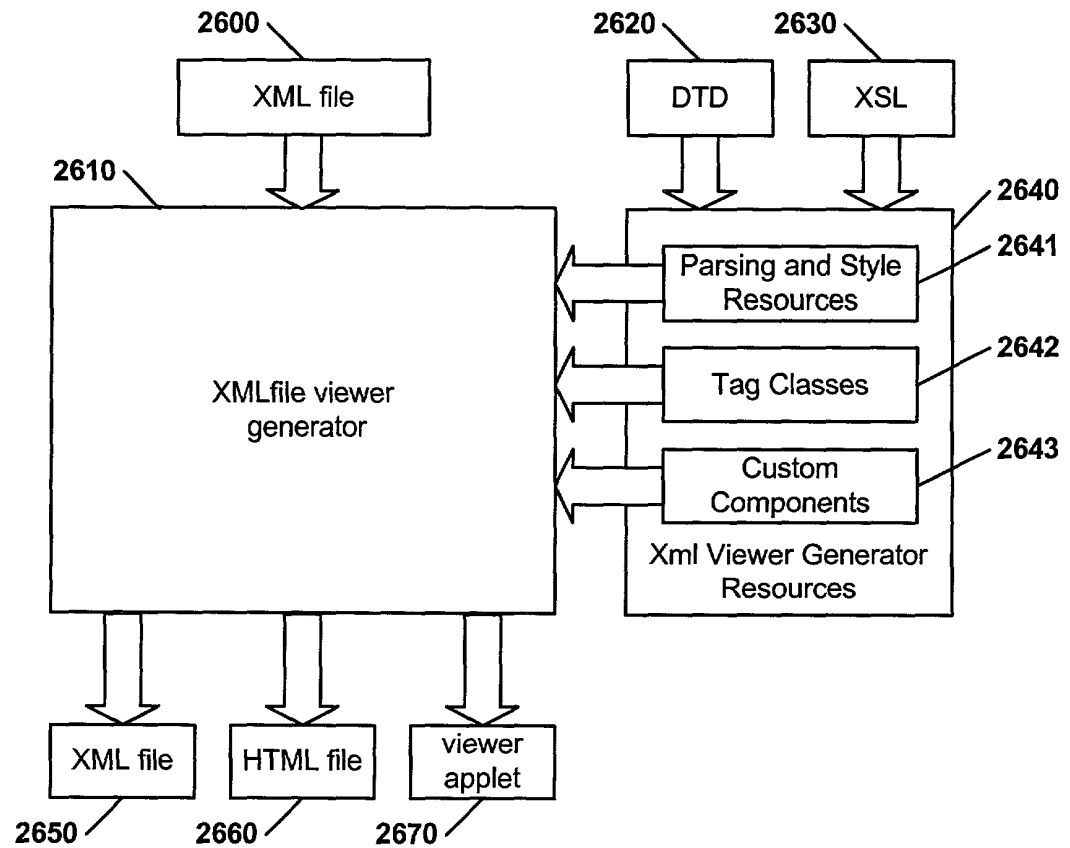 2600
2620
2630
XML file
DTD
XSL
2610
2640
Parsing and Style
Resources
2641
XMLfile viewer
generator
Tag Classes
2642
Custom
Components
2643
Xml Viewer Generator
Resources
XML file
HTML file
viewer
applet
2650
2660
2670